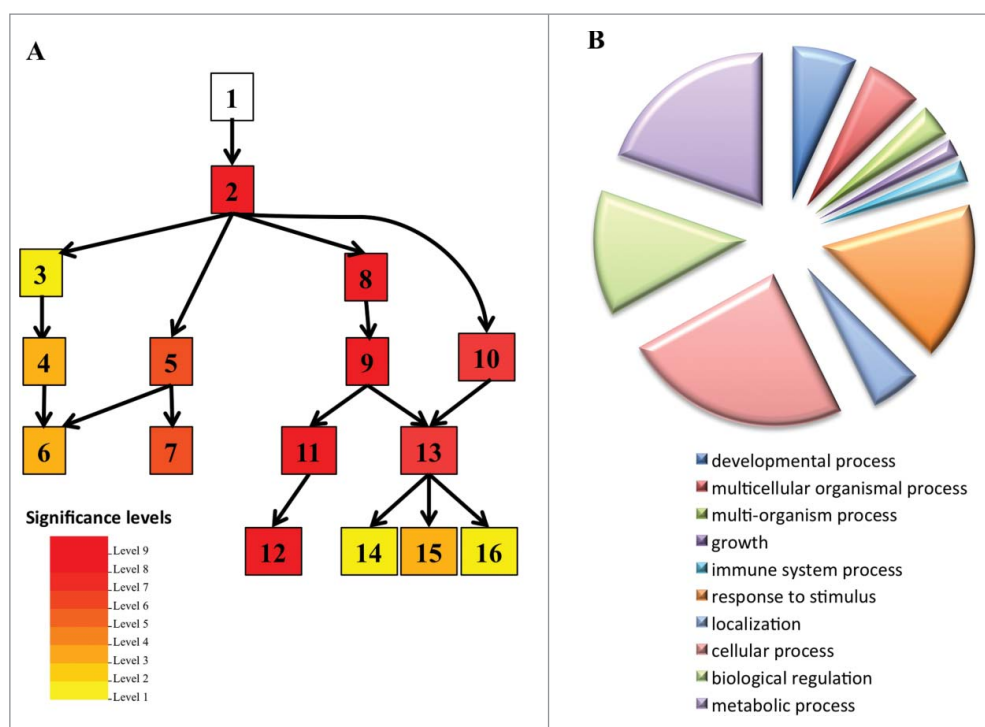 A
1
2
3
8
4
5
9
10
6
7
11
13
12
14
15
16
Significance levels
Level 9
Level 8
Level 7
Level 6
Level 5
Level 4
Level 3
Level 2
Level 1
B
developmental process
multicellular organismal process
multi-organism process
growth
immune system process
response to stimulus
localization
cellular process
biological regulation
metabolic process